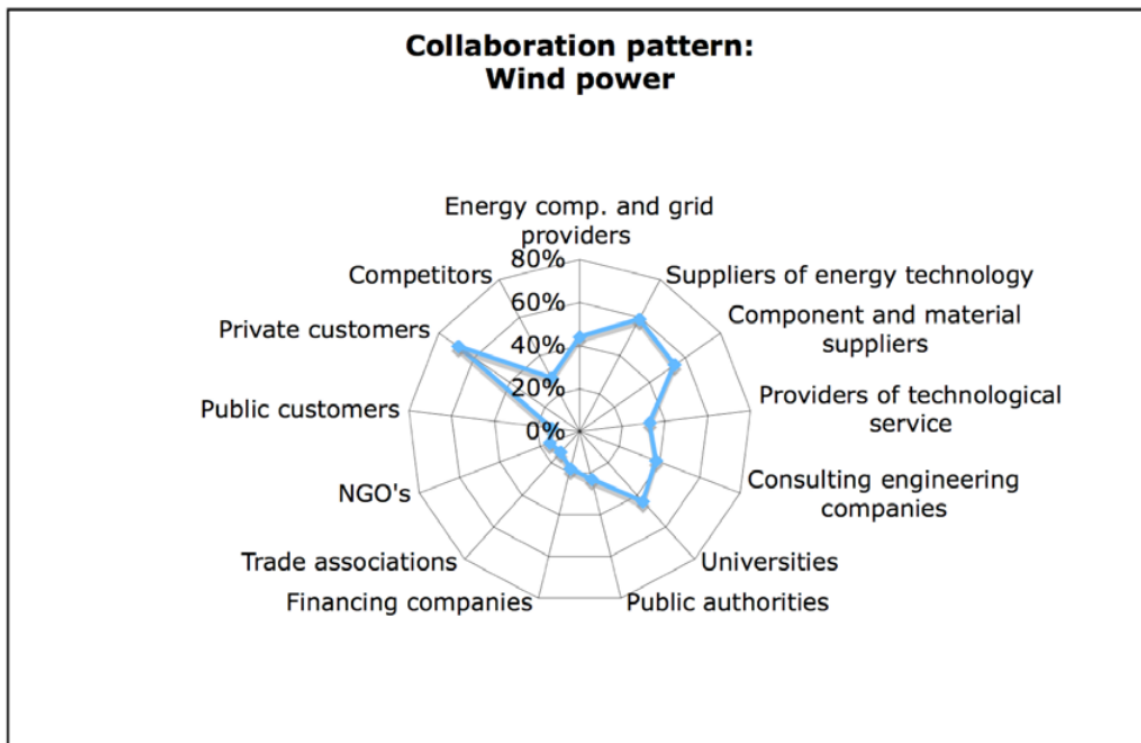 Collaboration pattern:
Wind power
Energy comp. and grid
providers
80%
Competitors
Suppliers of energy technology
60%
Private customers
Component and material
suppliers
40%
Public customers
20%
Providers of technological
service
0%
NGO's
Consulting engineering
companies
Trade associations
Universities
Financing companies
Public authorities